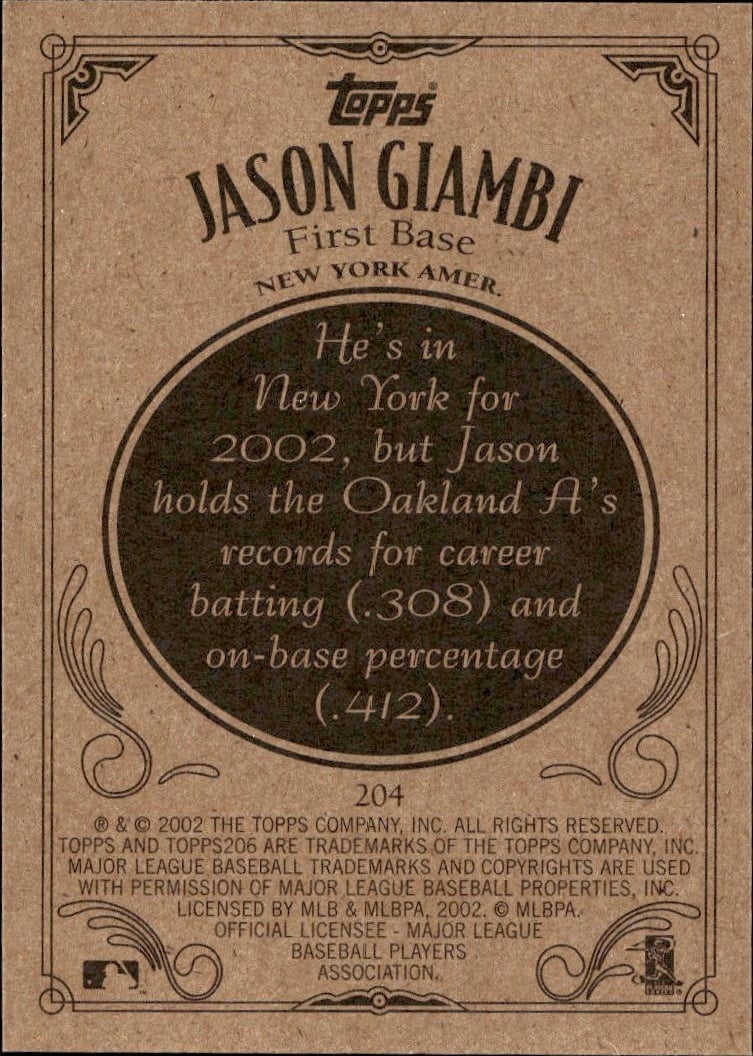 topps
JASON GIAMBI
First Base
NEW YORK AMER.
He's in
New York for
2002, but Jason
holds the Oakland A's
records for career
batting (.308) and
on-base percentage
(.412).
204
® & © 2002 THE TOPPS COMPANY, INC. ALL RIGHTS RESERVED.
TOPPS AND TOPPS206 ARE TRADEMARKS OF THE TOPPS COMPANY, INC.
MAJOR LEAGUE BASEBALL TRADEMARKS AND COPYRIGHTS ARE USED
WITH PERMISSION OF MAJOR LEAGUE BASEBALL PROPERTIES, INC.
LICENSED BY MLB & MLBPA, 2002. © MLBPA.
OFFICIAL LICENSEE - MAJOR LEAGUE
BASEBALL PLAYERS
ASSOCIATION.